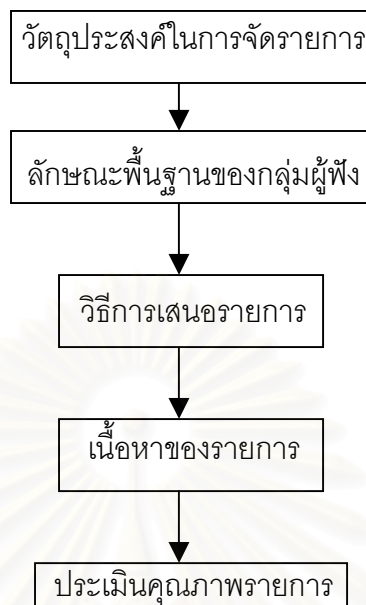 วัตถุประสงค์ในการจัดรายการ
ลักษณะพื้นฐานของกลุ่มผู้ฟัง
วิธีการเสนอรายการ
เนื้อหาของรายการ
ประเมินคุณภาพรายการ